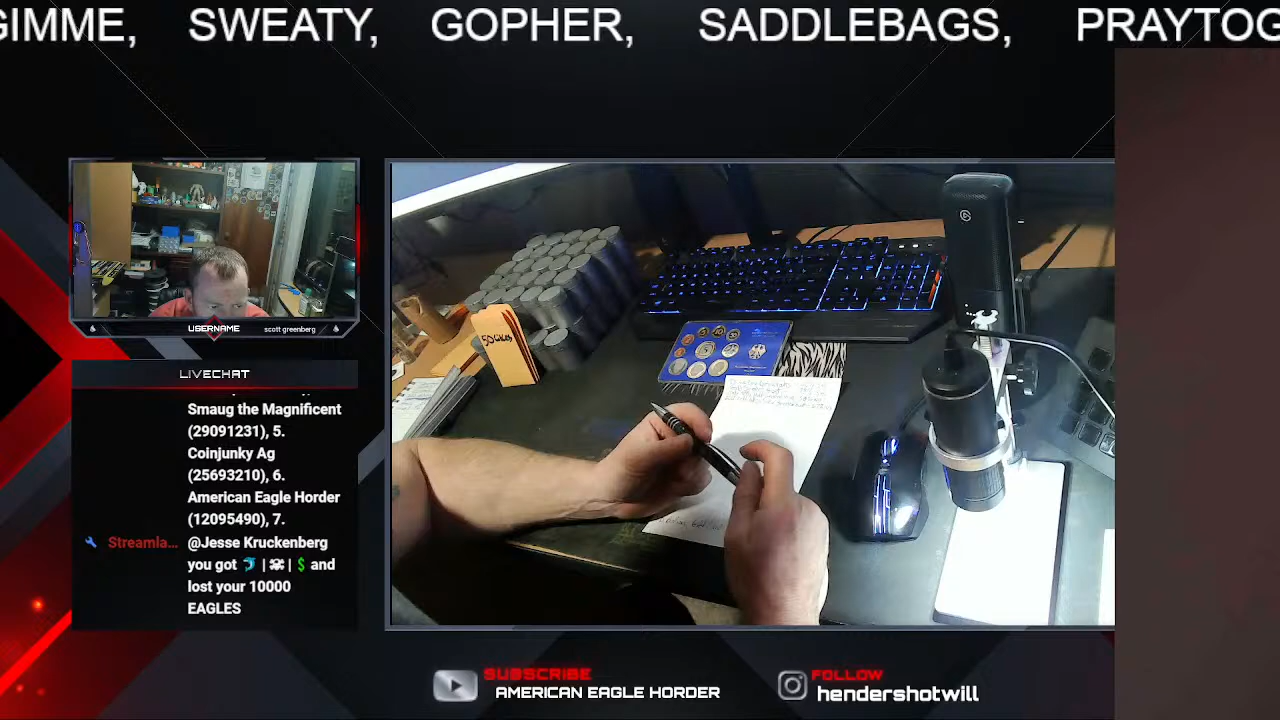 GIMME, SWEATY, GOPHER, SADDLEBAGS, PRAYTOG
USERNAME scott greenberg
LIVECHAT
Smaug the Magnificent
(29091231), 5.
Coinjunky Ag
(25693210), 6.
American Eagle Horder
(12095490), 7.
Streamla... @Jesse Kruckenberg
you got 🐬 | ☠ | 💲 and
lost your 10000
EAGLES
SUBSCRIBE
AMERICAN EAGLE HORDER
FOLLOW
hendershotwill